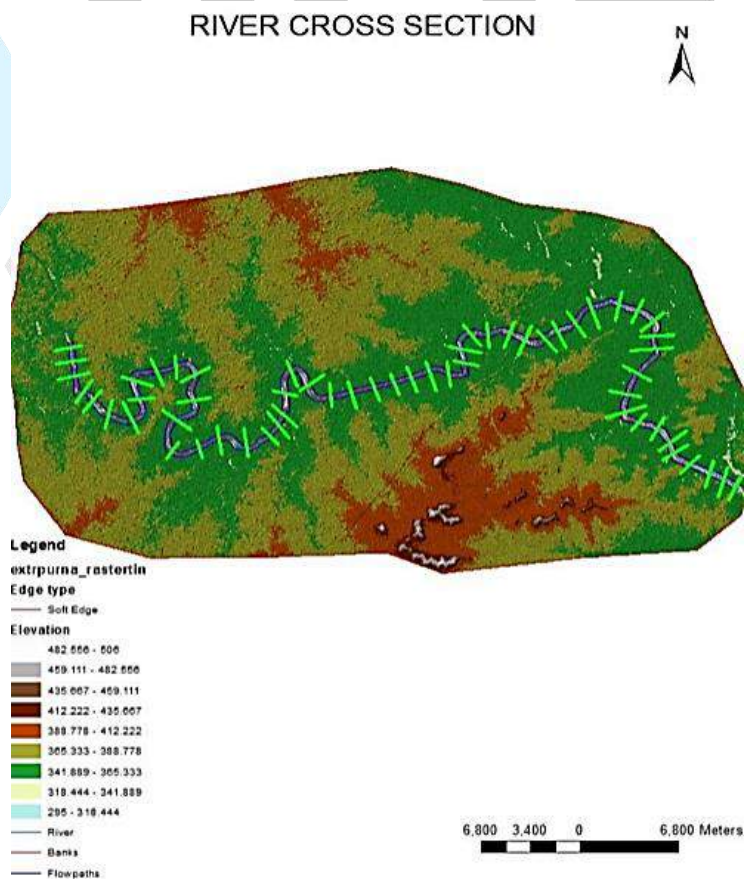 RIVER CROSS SECTION
N
Legend
extrpurna_rastertin
Edge type
Soft Edge
Elevation
482.556 - 506
459.111 - 482.556
435.667 - 459.111
412.222 - 435.667
388.778 - 412.222
365.333 - 388.778
341.889 - 365.333
318.444 - 341.889
295 - 318.444
River
Banks
Flowpaths
6,800 3,400 0 6,800 Meters